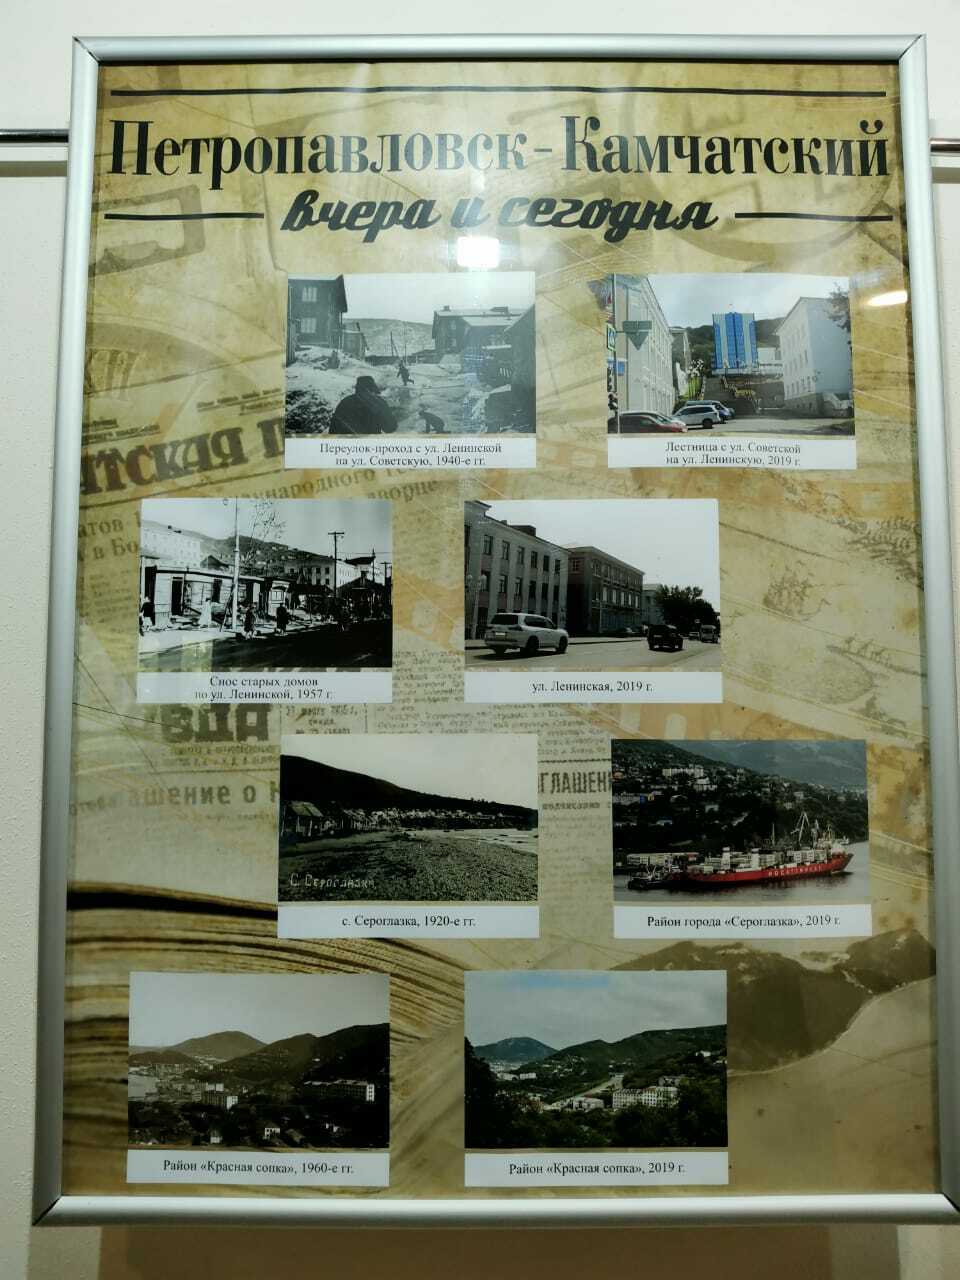 Петропавловск-Камчатский
вчера и сегодня
Переулок-проход с ул. Ленинской
на ул. Советскую, 1940-е гг.
Лестница с ул. Советской
на ул. Ленинскую, 2019 г.
Снос старых домов
по ул. Ленинской, 1957 г.
ул. Ленинская, 2019 г.
С. СЕРОГЛАЗКИ
с. Сероглазка, 1920-е гг.
Район города «Сероглазка», 2019 г.
Район «Красная сопка», 1960-е гг.
Район «Красная сопка», 2019 г.